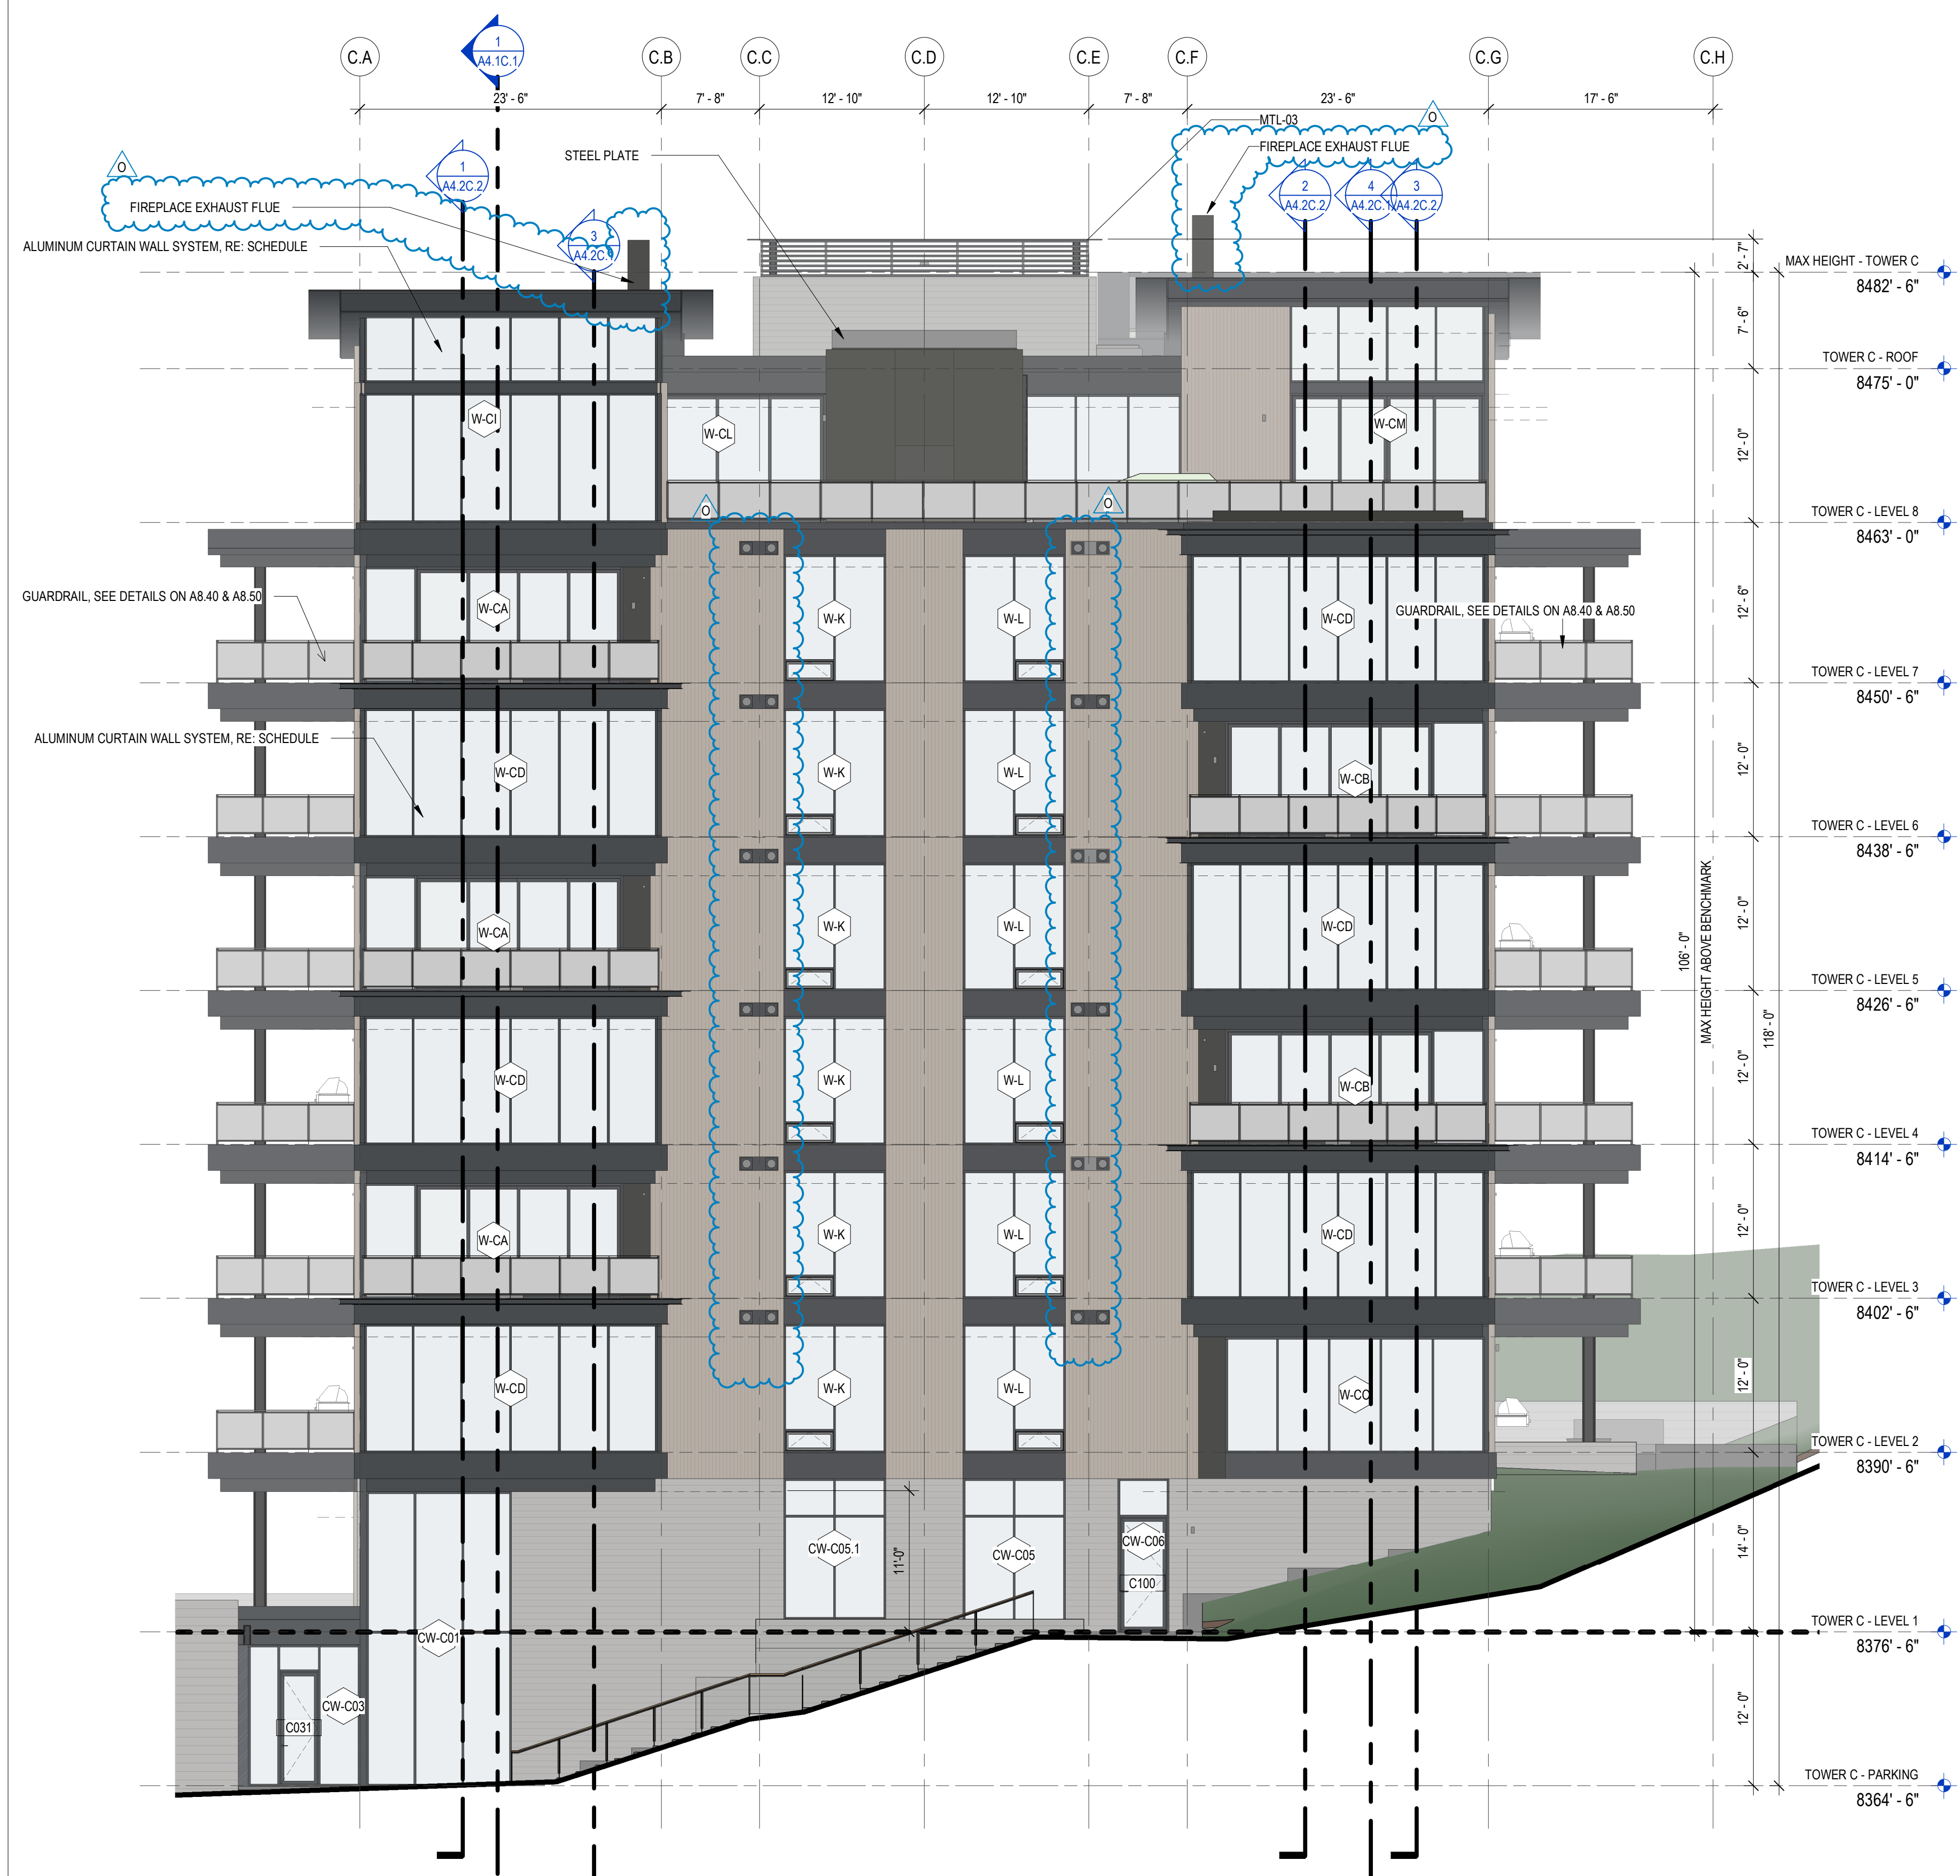 1
A4.1C.1
C.A
C.B
C.C
C.D
C.E
C.F
C.G
C.H
23' - 6"
7' - 8"
12' - 10"
12' - 10"
7' - 8"
23' - 6"
17' - 6"
MTL-03
O
O
STEEL PLATE
FIREPLACE EXHAUST FLUE
1
A4.2C.2
2
A4.2C.2
4
A4.2C.1
3
A4.2C.2
FIREPLACE EXHAUST FLUE
3
A4.2C.1
ALUMINUM CURTAIN WALL SYSTEM, RE: SCHEDULE
2' - 7"
MAX HEIGHT - TOWER C
8482' - 6"
7' - 6"
TOWER C - ROOF
8475' - 0"
W-CI
W-CL
W-CM
12' - 0"
O
O
TOWER C - LEVEL 8
8463' - 0"
GUARDRAIL, SEE DETAILS ON A8.40 & A8.50
W-CA
W-K
W-L
W-CD
GUARDRAIL, SEE DETAILS ON A8.40 & A8.50
12' - 6"
TOWER C - LEVEL 7
8450' - 6"
ALUMINUM CURTAIN WALL SYSTEM, RE: SCHEDULE
W-CD
W-K
W-L
W-CB
12' - 0"
TOWER C - LEVEL 6
8438' - 6"
W-CA
W-K
W-L
W-CD
12' - 0"
106' - 0"
MAX HEIGHT ABOVE BENCHMARK
118' - 0"
TOWER C - LEVEL 5
8426' - 6"
W-CD
W-K
W-L
W-CB
12' - 0"
TOWER C - LEVEL 4
8414' - 6"
W-CA
W-K
W-L
W-CD
12' - 0"
TOWER C - LEVEL 3
8402' - 6"
W-CD
W-K
W-L
W-CC
12' - 0"
TOWER C - LEVEL 2
8390' - 6"
CW-C05.1
11'-0"
CW-C05
CW-C06
C100
14' - 0"
TOWER C - LEVEL 1
8376' - 6"
CW-C01
CW-C03
C031
12' - 0"
TOWER C - PARKING
8364' - 6"